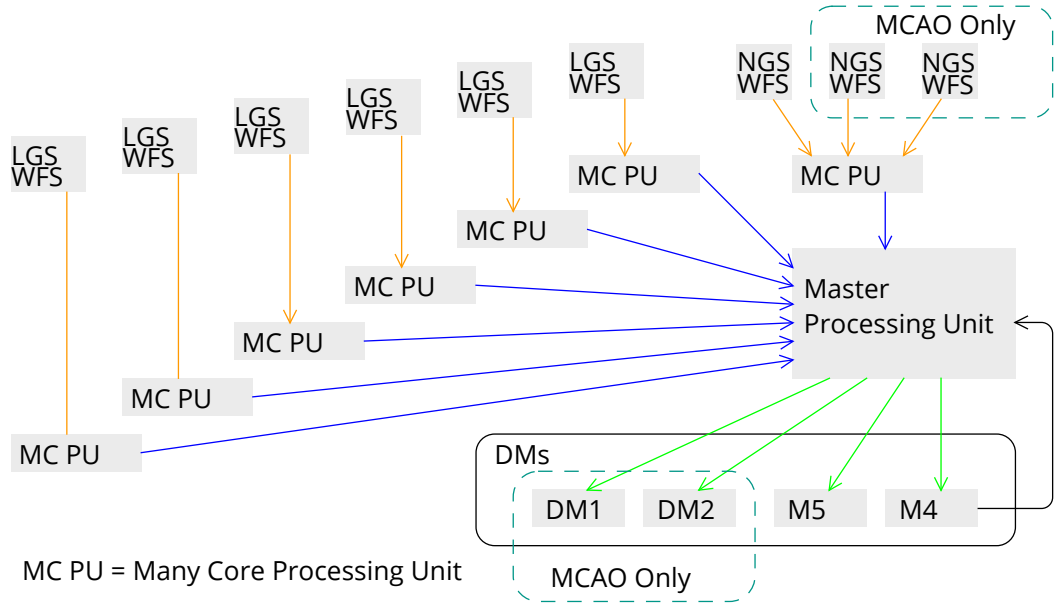 MCAO Only
LGS
WFS
LGS
WFS
LGS
WFS
LGS
WFS
LGS
WFS
LGS
WFS
NGS
WFS
NGS
WFS
NGS
WFS
MC PU
MC PU
MC PU
MC PU
MC PU
MC PU
MC PU
Master
Processing Unit
DMs
DM1
DM2
M5
M4
MC PU = Many Core Processing Unit
MCAO Only